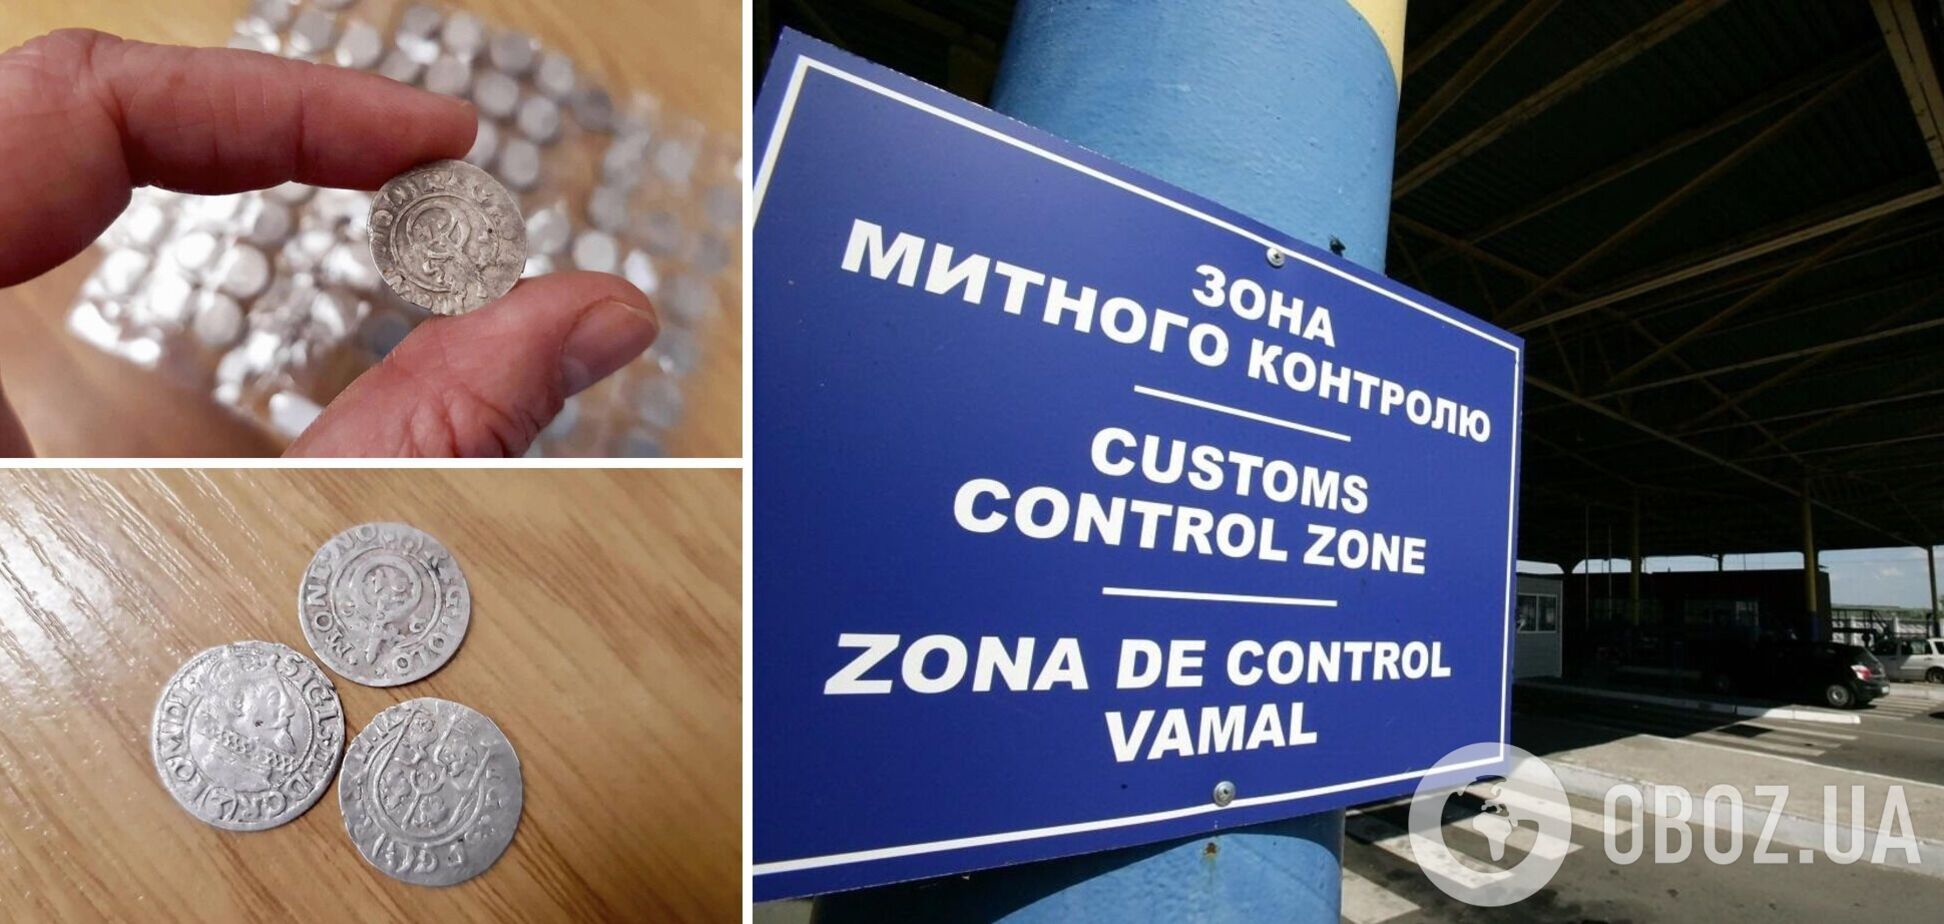 ЗОНА
МИТНОГО КОНТРОЛЮ
CUSTOMS
CONTROL ZONE
ZONA DE CONTROL
VAMAL
OBOZ.UA